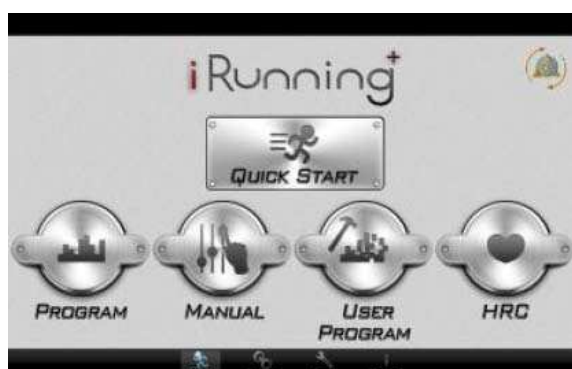 iRunning+
QUICK START
PROGRAM
MANUAL
USER
PROGRAM
HRC